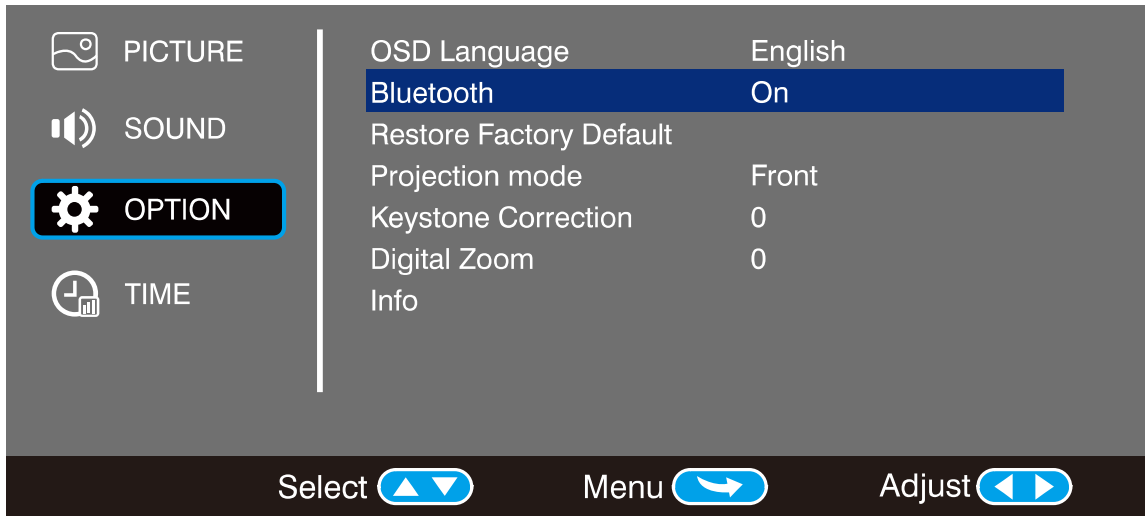 PICTURE
SOUND
OPTION
TIME
OSD Language English
Bluetooth On
Restore Factory Default
Projection mode Front
Keystone Correction 0
Digital Zoom 0
Info
Select Menu Adjust